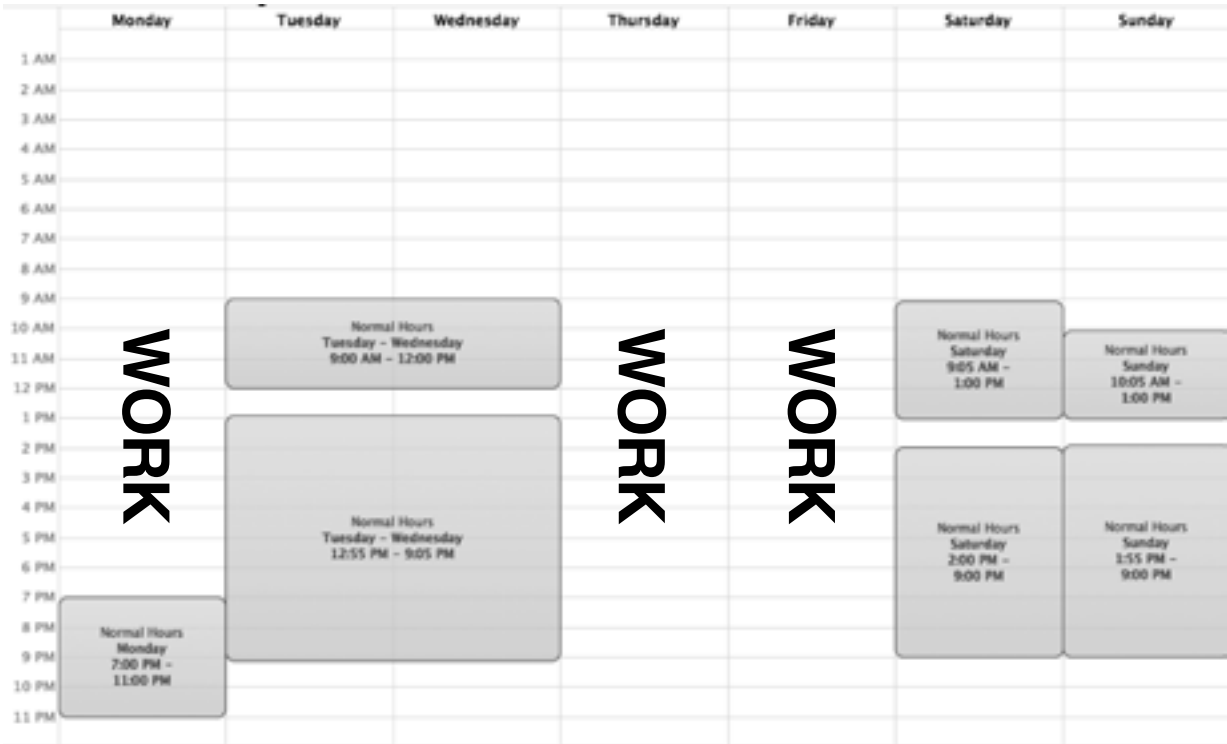 Monday Tuesday Wednesday Thursday Friday Saturday Sunday
1 AM
2 AM
3 AM
4 AM
5 AM
6 AM
7 AM
8 AM
9 AM
10 AM
11 AM
12 PM
1 PM
2 PM
3 PM
4 PM
5 PM
6 PM
7 PM
8 PM
9 PM
10 PM
11 PM
WORK
Normal Hours
Monday
7:00 PM –
11:00 PM
Normal Hours
Tuesday – Wednesday
9:00 AM – 12:00 PM
Normal Hours
Tuesday – Wednesday
12:55 PM – 9:05 PM
WORK
WORK
Normal Hours
Saturday
9:05 AM –
1:00 PM
Normal Hours
Saturday
2:00 PM –
9:00 PM
Normal Hours
Sunday
10:05 AM –
1:00 PM
Normal Hours
Sunday
1:55 PM –
9:00 PM